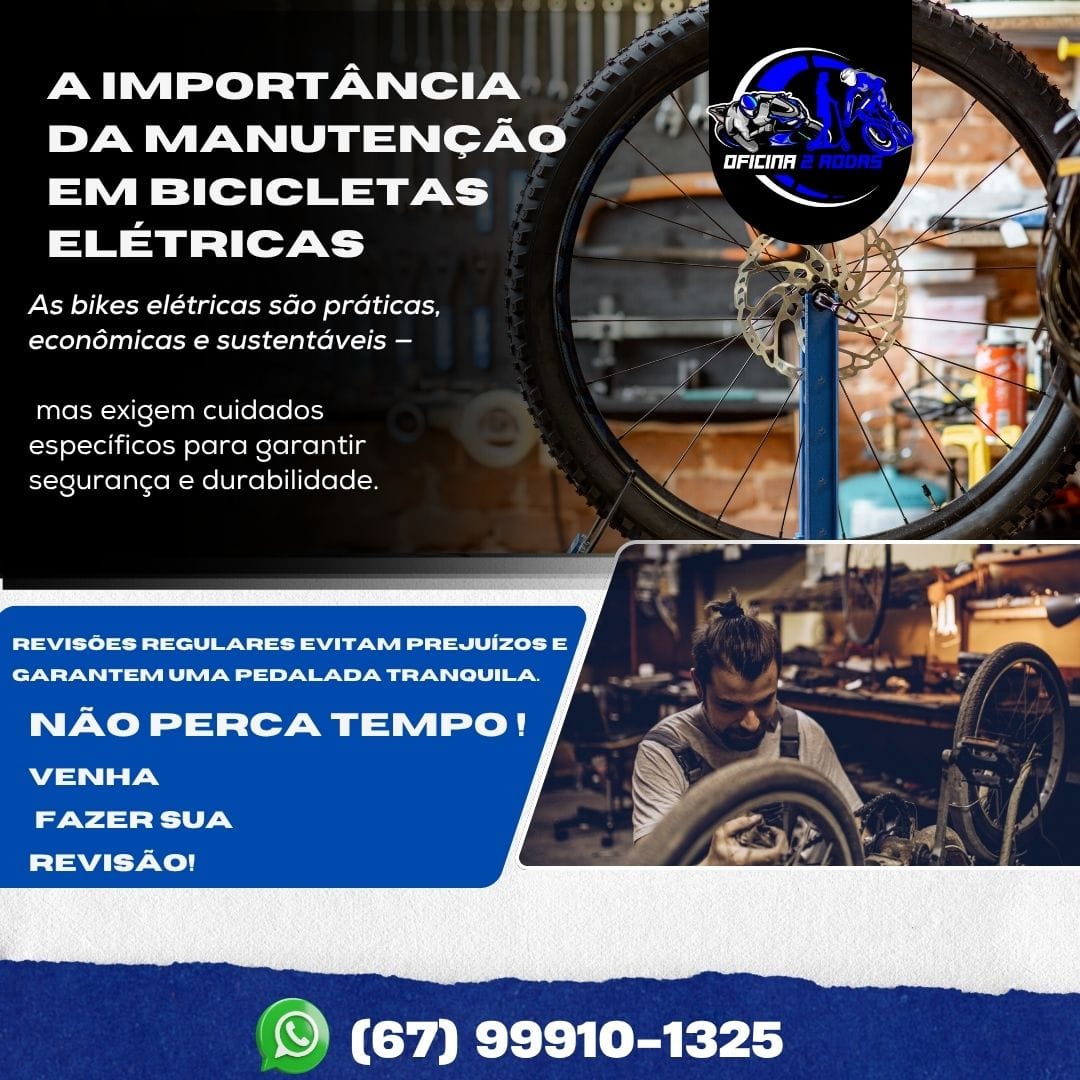 A IMPORTÂNCIA
DA MANUTENÇÃO
EM BICICLETAS
ELÉTRICAS
OFICINA 2 RODAS
As bikes elétricas são práticas,
econômicas e sustentáveis –
mas exigem cuidados
específicos para garantir
segurança e durabilidade.
REVISÕES REGULARES EVITAM PREJUÍZOS E
GARANTEM UMA PEDALADA TRANQUILA.
NÃO PERCA TEMPO !
VENHA
FAZER SUA
REVISÃO!
(67) 99910-1325